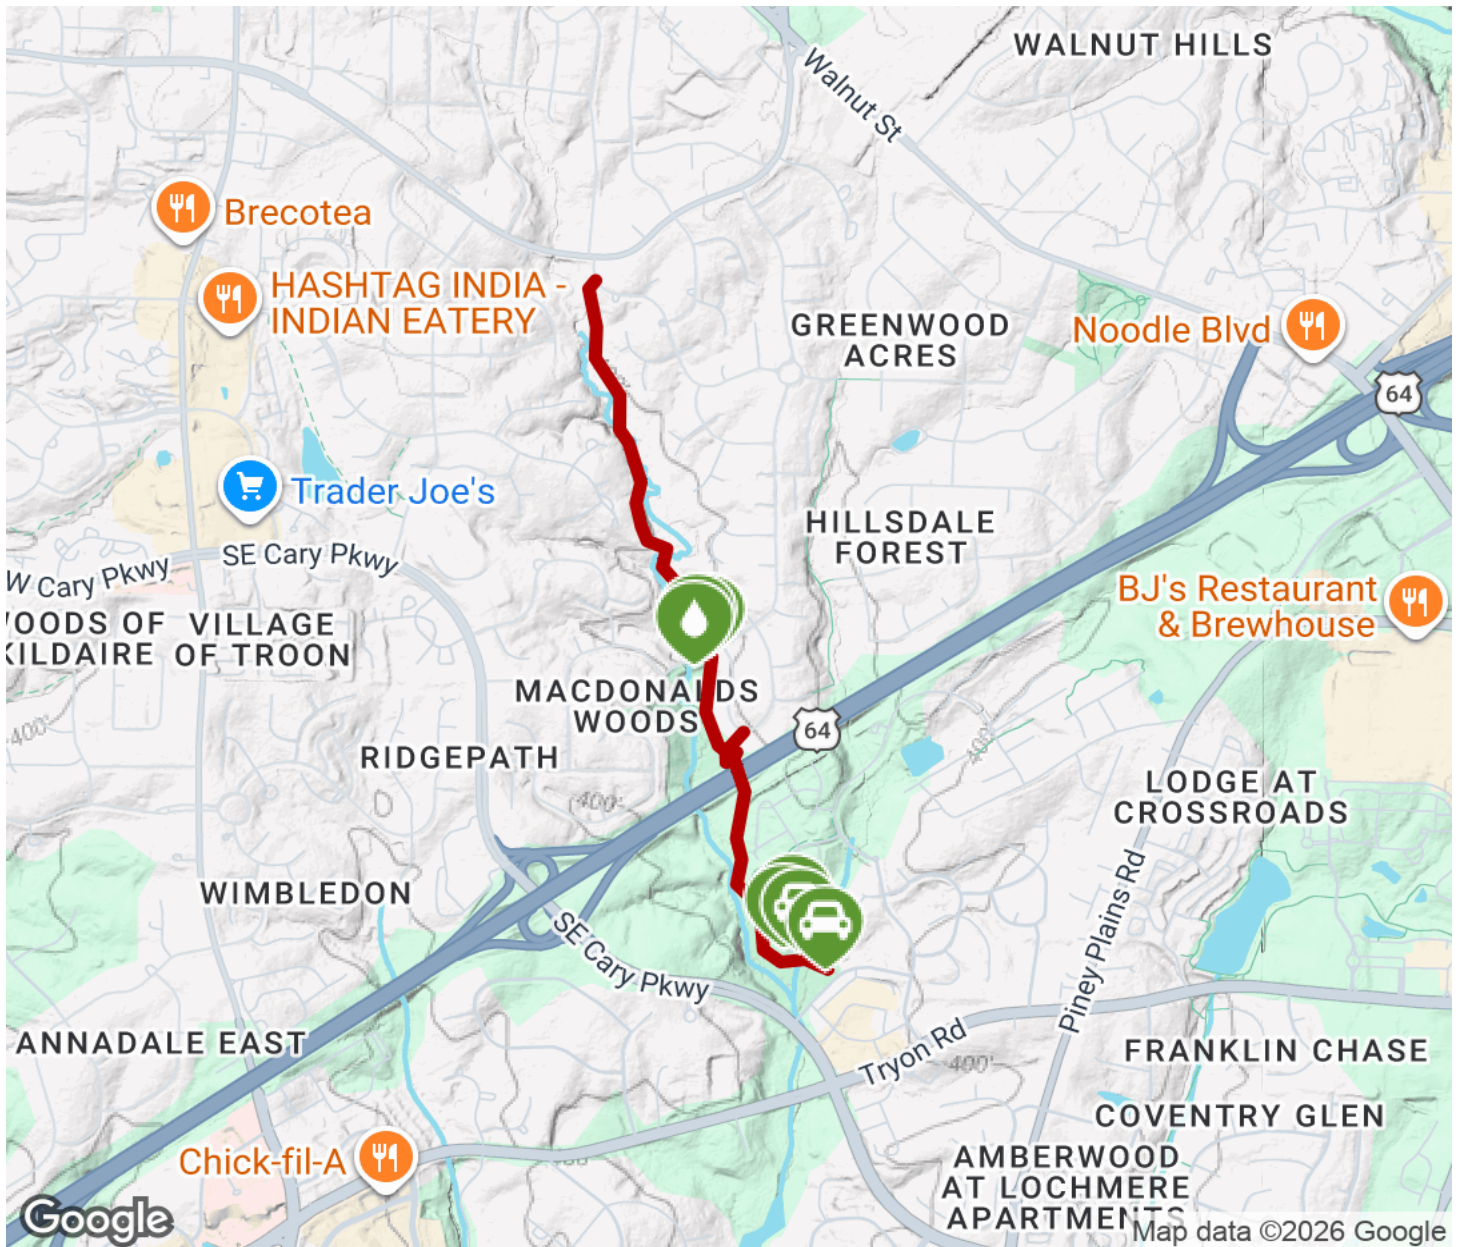 WALNUT HILLS
Walnut St
Brecotea
HASHTAG INDIA -
INDIAN EATERY
GREENWOOD
ACRES
Noodle Blvd
64
Trader Joe's
HILLSDALE
FOREST
SE Cary Pkwy
W Cary Pkwy
BJ's Restaurant
& Brewhouse
OODS OF
KILDAIRE
VILLAGE
OF TROON
MACDONALDS
WOODS
64
400'
400'
RIDGEPATH
LODGE AT
CROSSROADS
400'
WIMBLEDON
SE Cary Pkwy
Piney Plains Rd
ANNADALE EAST
Tryon Rd
400'
FRANKLIN CHASE
COVENTRY GLEN
Chick-fil-A
AMBERWOOD
AT LOCHMERE
APARTMENTS
Google
Map data ©2026 Google